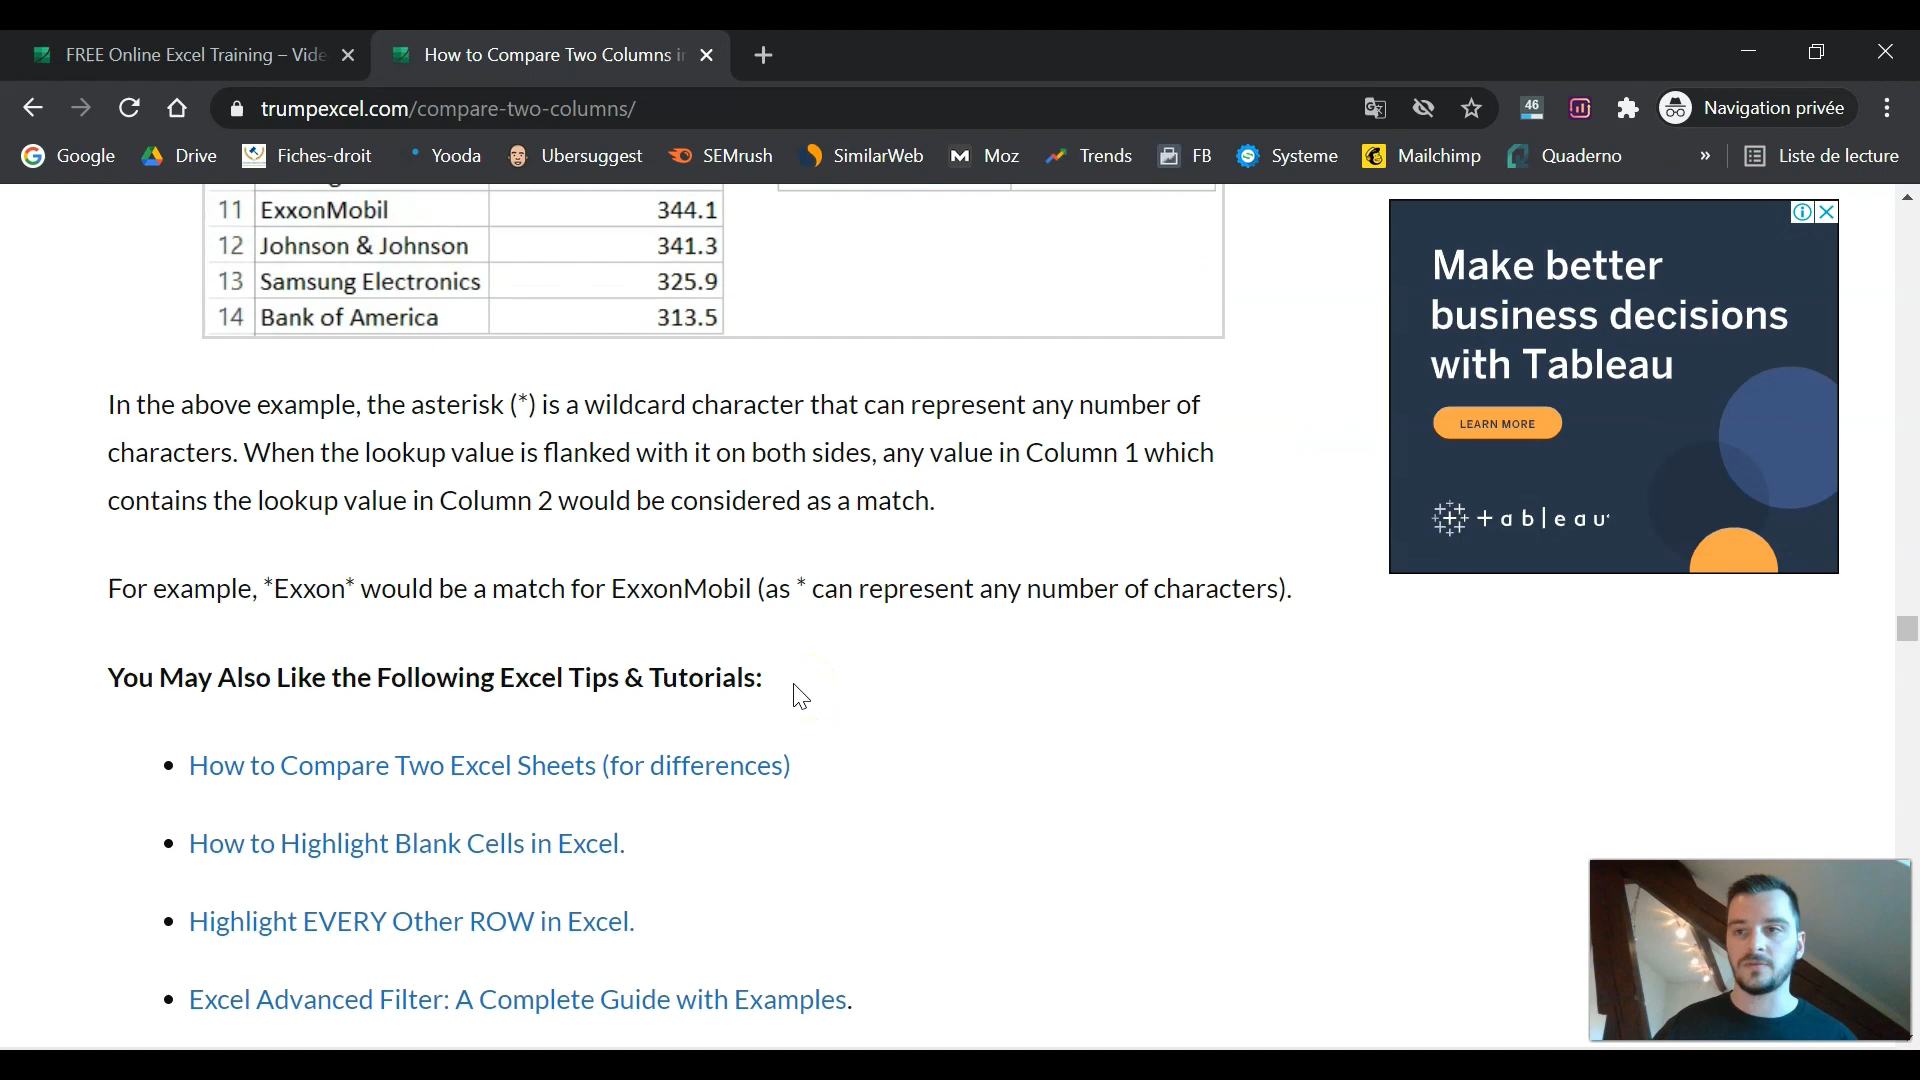 FREE Online Excel Training – Vide
How to Compare Two Columns in
trumpexcel.com/compare-two-columns/
46
Navigation privée
Google
Drive
Fiches-droit
Yooda
Ubersuggest
SEMrush
SimilarWeb
Moz
Trends
FB
Systeme
Mailchimp
Quaderno
»
Liste de lecture
11 ExxonMobil 344.1
12 Johnson & Johnson 341.3
13 Samsung Electronics 325.9
14 Bank of America 313.5
Make better
business decisions
with Tableau
LEARN MORE
+ableau
In the above example, the asterisk (*) is a wildcard character that can represent any number of
characters. When the lookup value is flanked with it on both sides, any value in Column 1 which
contains the lookup value in Column 2 would be considered as a match.
For example, *Exxon* would be a match for ExxonMobil (as * can represent any number of characters).
You May Also Like the Following Excel Tips & Tutorials:
• How to Compare Two Excel Sheets (for differences)
• How to Highlight Blank Cells in Excel.
• Highlight EVERY Other ROW in Excel.
• Excel Advanced Filter: A Complete Guide with Examples.